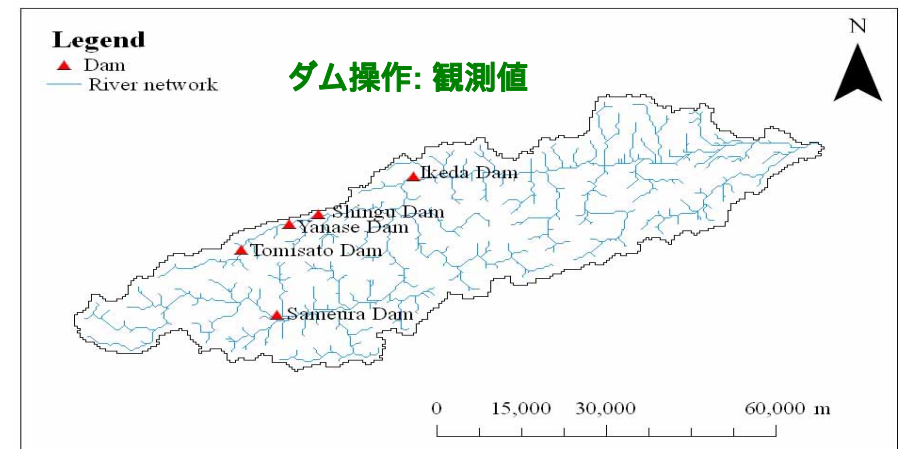 Legend
Dam
River network
ダム操作: 観測値
N
Ikeda Dam
Shingu Dam
Yanase Dam
Tomisato Dam
Sameura Dam
0 15,000 30,000 60,000 m